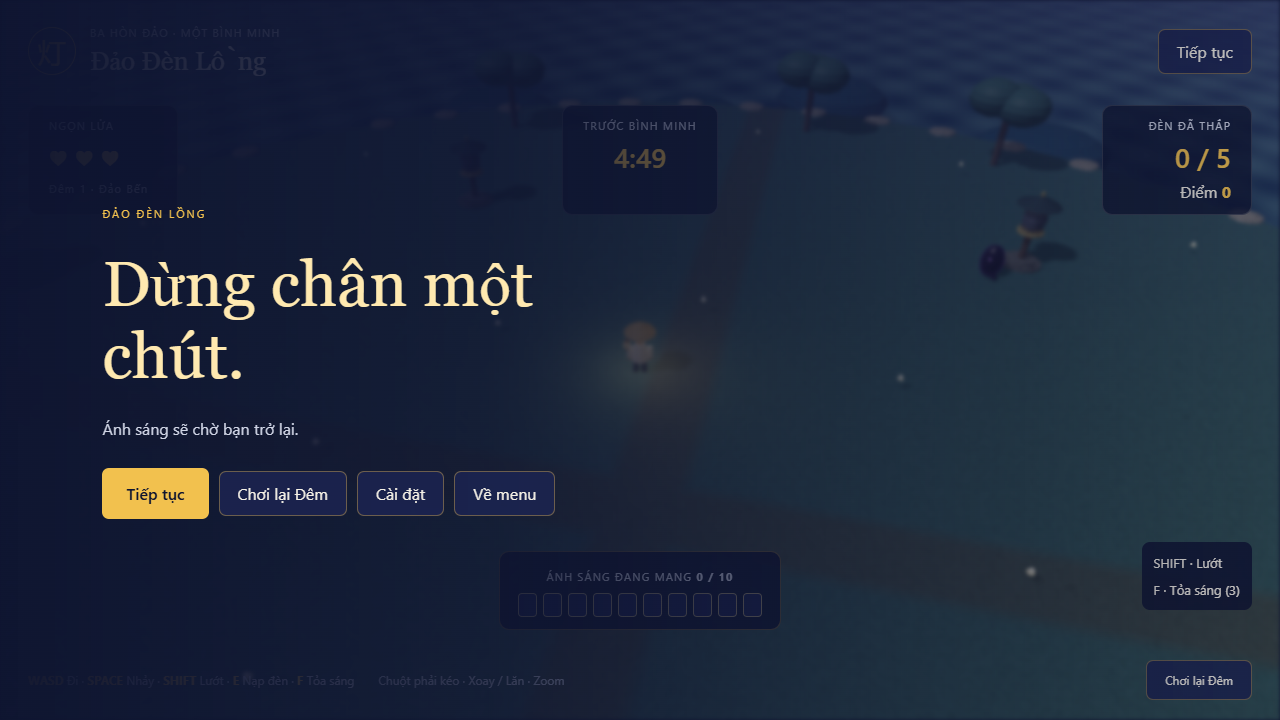 SA HÒN ĐẢO · MỘT BÌNH MINH
Đảo Đèn Lồng
Tiếp tục
NGỌN LỬA
Đêm 1 · Đảo Bến
TRƯỚC BÌNH MINH
4:49
ĐÈN ĐÃ THẮP
0 / 5
Điểm 0
ĐẢO ĐÈN LỒNG
Dừng chân một
chút.
Ánh sáng sẽ chờ bạn trở lại.
Tiếp tục
Chơi lại Đêm
Cài đặt
Về menu
ÁNH SÁNG ĐANG MANG 0 / 10
SHIFT · Lướt
F · Tỏa sáng (3)
WASD Đi · SPACE Nhảy · SHIFT Lướt · E Nạp đèn · F Tỏa sáng
Chuột phải kéo · Xoay / Lăn · Zoom
Chơi lại Đêm